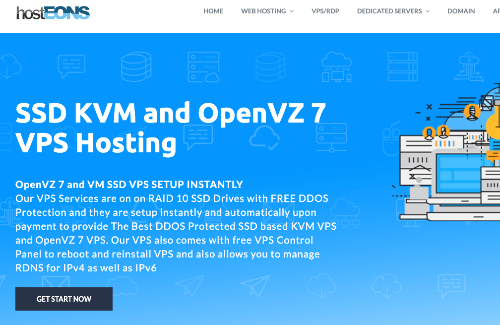 hostEONS
HOME WEB HOSTING VPS/RDP DEDICATED SERVERS DOMAIN AF
SSD KVM and OpenVZ 7
VPS Hosting
OpenVZ 7 and VM SSD VPS SETUP INSTANTLY
Our VPS Services are on on RAID 10 SSD Drives with FREE DDOS
Protection and they are setup instantly and automatically upon
payment to provide The Best DDOS Protected SSD based KVM VPS
and OpenVZ 7 VPS. Our VPS also comes with free VPS Control
Panel to reboot and reinstall VPS and also allows you to manage
RDNS for IPv4 as well as IPv6
GET START NOW